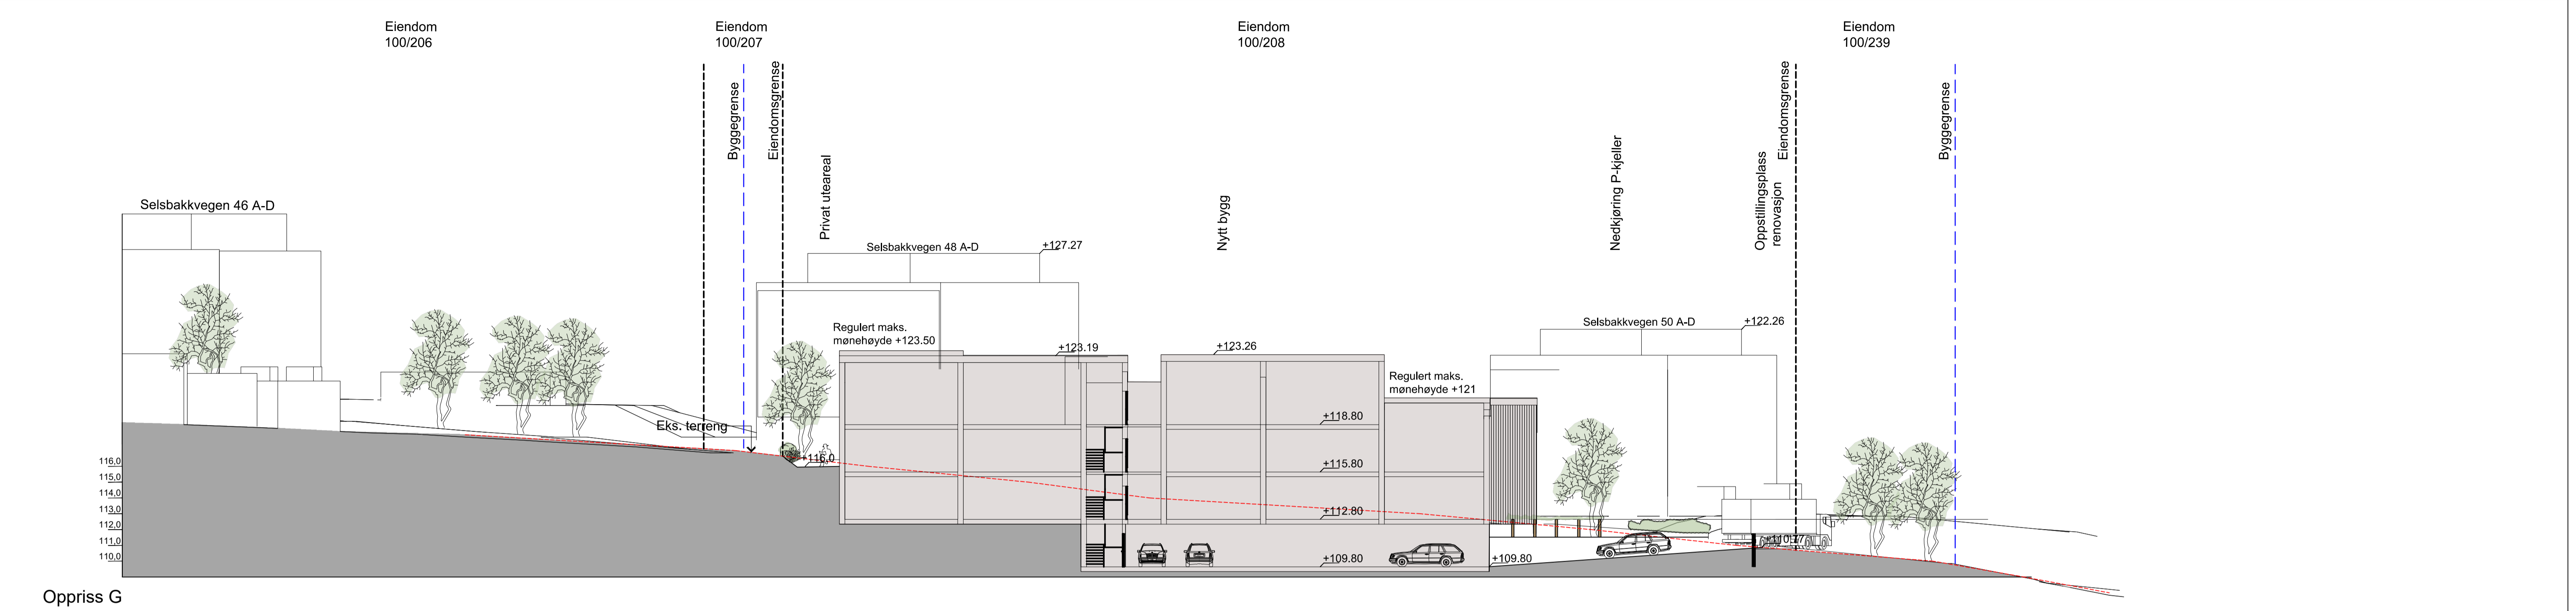 Eiendom
100/206
Eiendom
100/207
Eiendom
100/208
Eiendom
100/239
Byggegrense
Eiendomsgrense
Eiendomsgrense
Byggegrense
Privat uteareal
Nytt bygg
Nedkjøring P-kjeller
Oppstillingsplass
renovasjon
Selsbakkvegen 46 A-D
Selsbakkvegen 48 A-D
+127.27
Regulert maks.
mønehøyde +123.50
+123.19
+123.26
Selsbakkvegen 50 A-D
+122.26
Regulert maks.
mønehøyde +121
+118.80
Eks. terreng
+116.0
+115.80
+112.80
+109.80
+109.80
+110.77
116,0
115,0
114,0
113,0
112,0
111,0
110,0
Oppriss G